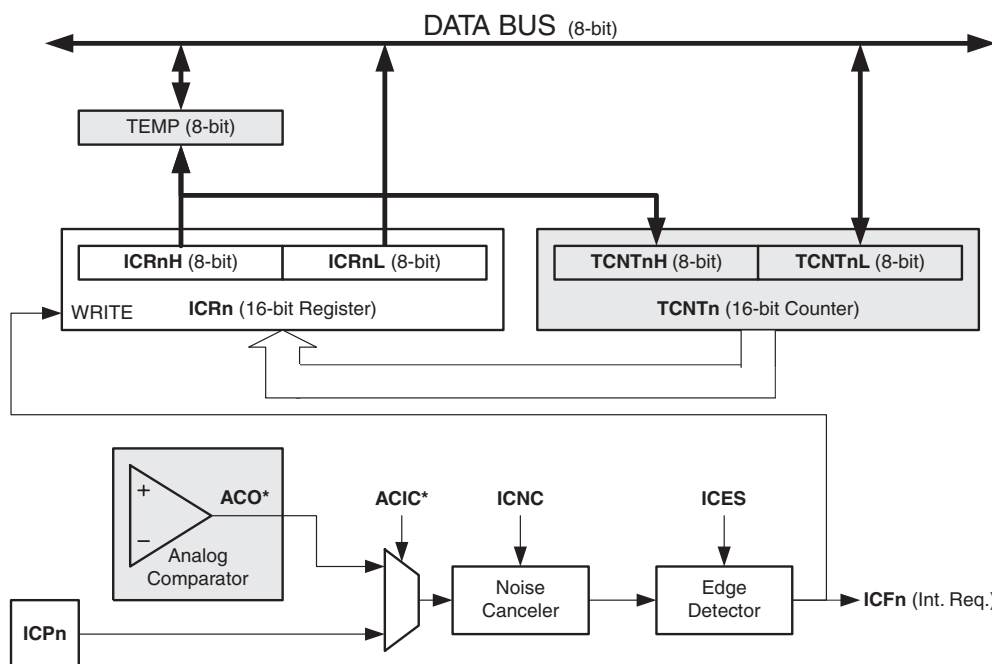 DATA BUS (8-bit)
TEMP (8-bit)
ICRnH (8-bit) ICRnL (8-bit) TCNTnH (8-bit) TCNTnL (8-bit)
WRITE ICRn (16-bit Register) TCNTn (16-bit Counter)
+
−
ACO* ACIC* ICNC ICES
Analog
Comparator
Noise
Canceler
Edge
Detector
ICFn (Int. Req.)
ICPn